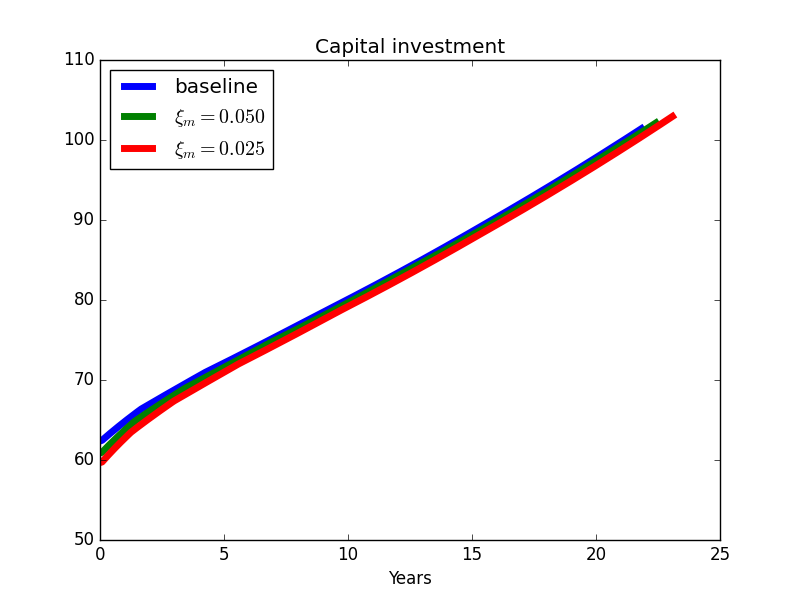 Capital investment
110
100
90
80
70
60
50
baseline
ξₘ = 0.050
ξₘ = 0.025
0 5 10 15 20 25
Years